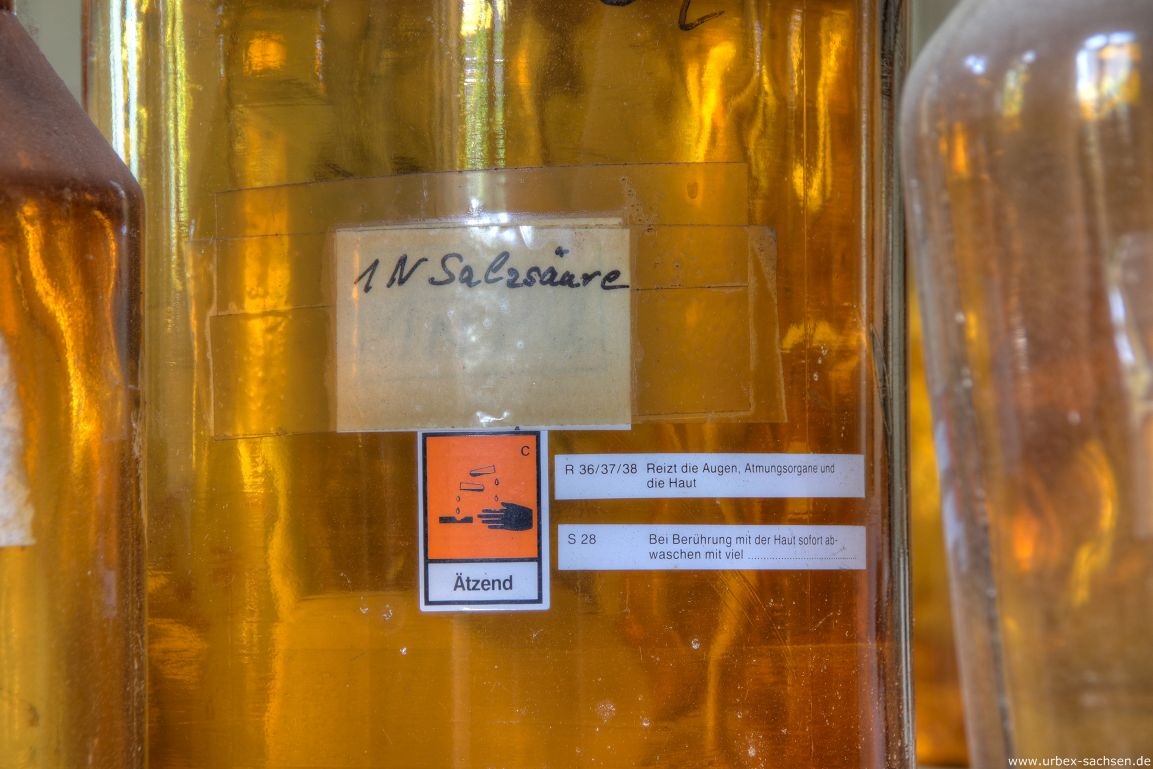 1 N Salzsäure
C
Ätzend
R 36/37/38 Reizt die Augen, Atmungsorgane und
die Haut
S 28 Bei Berührung mit der Haut sofort ab-
waschen mit viel ........................................
www.urbex-sachsen.de